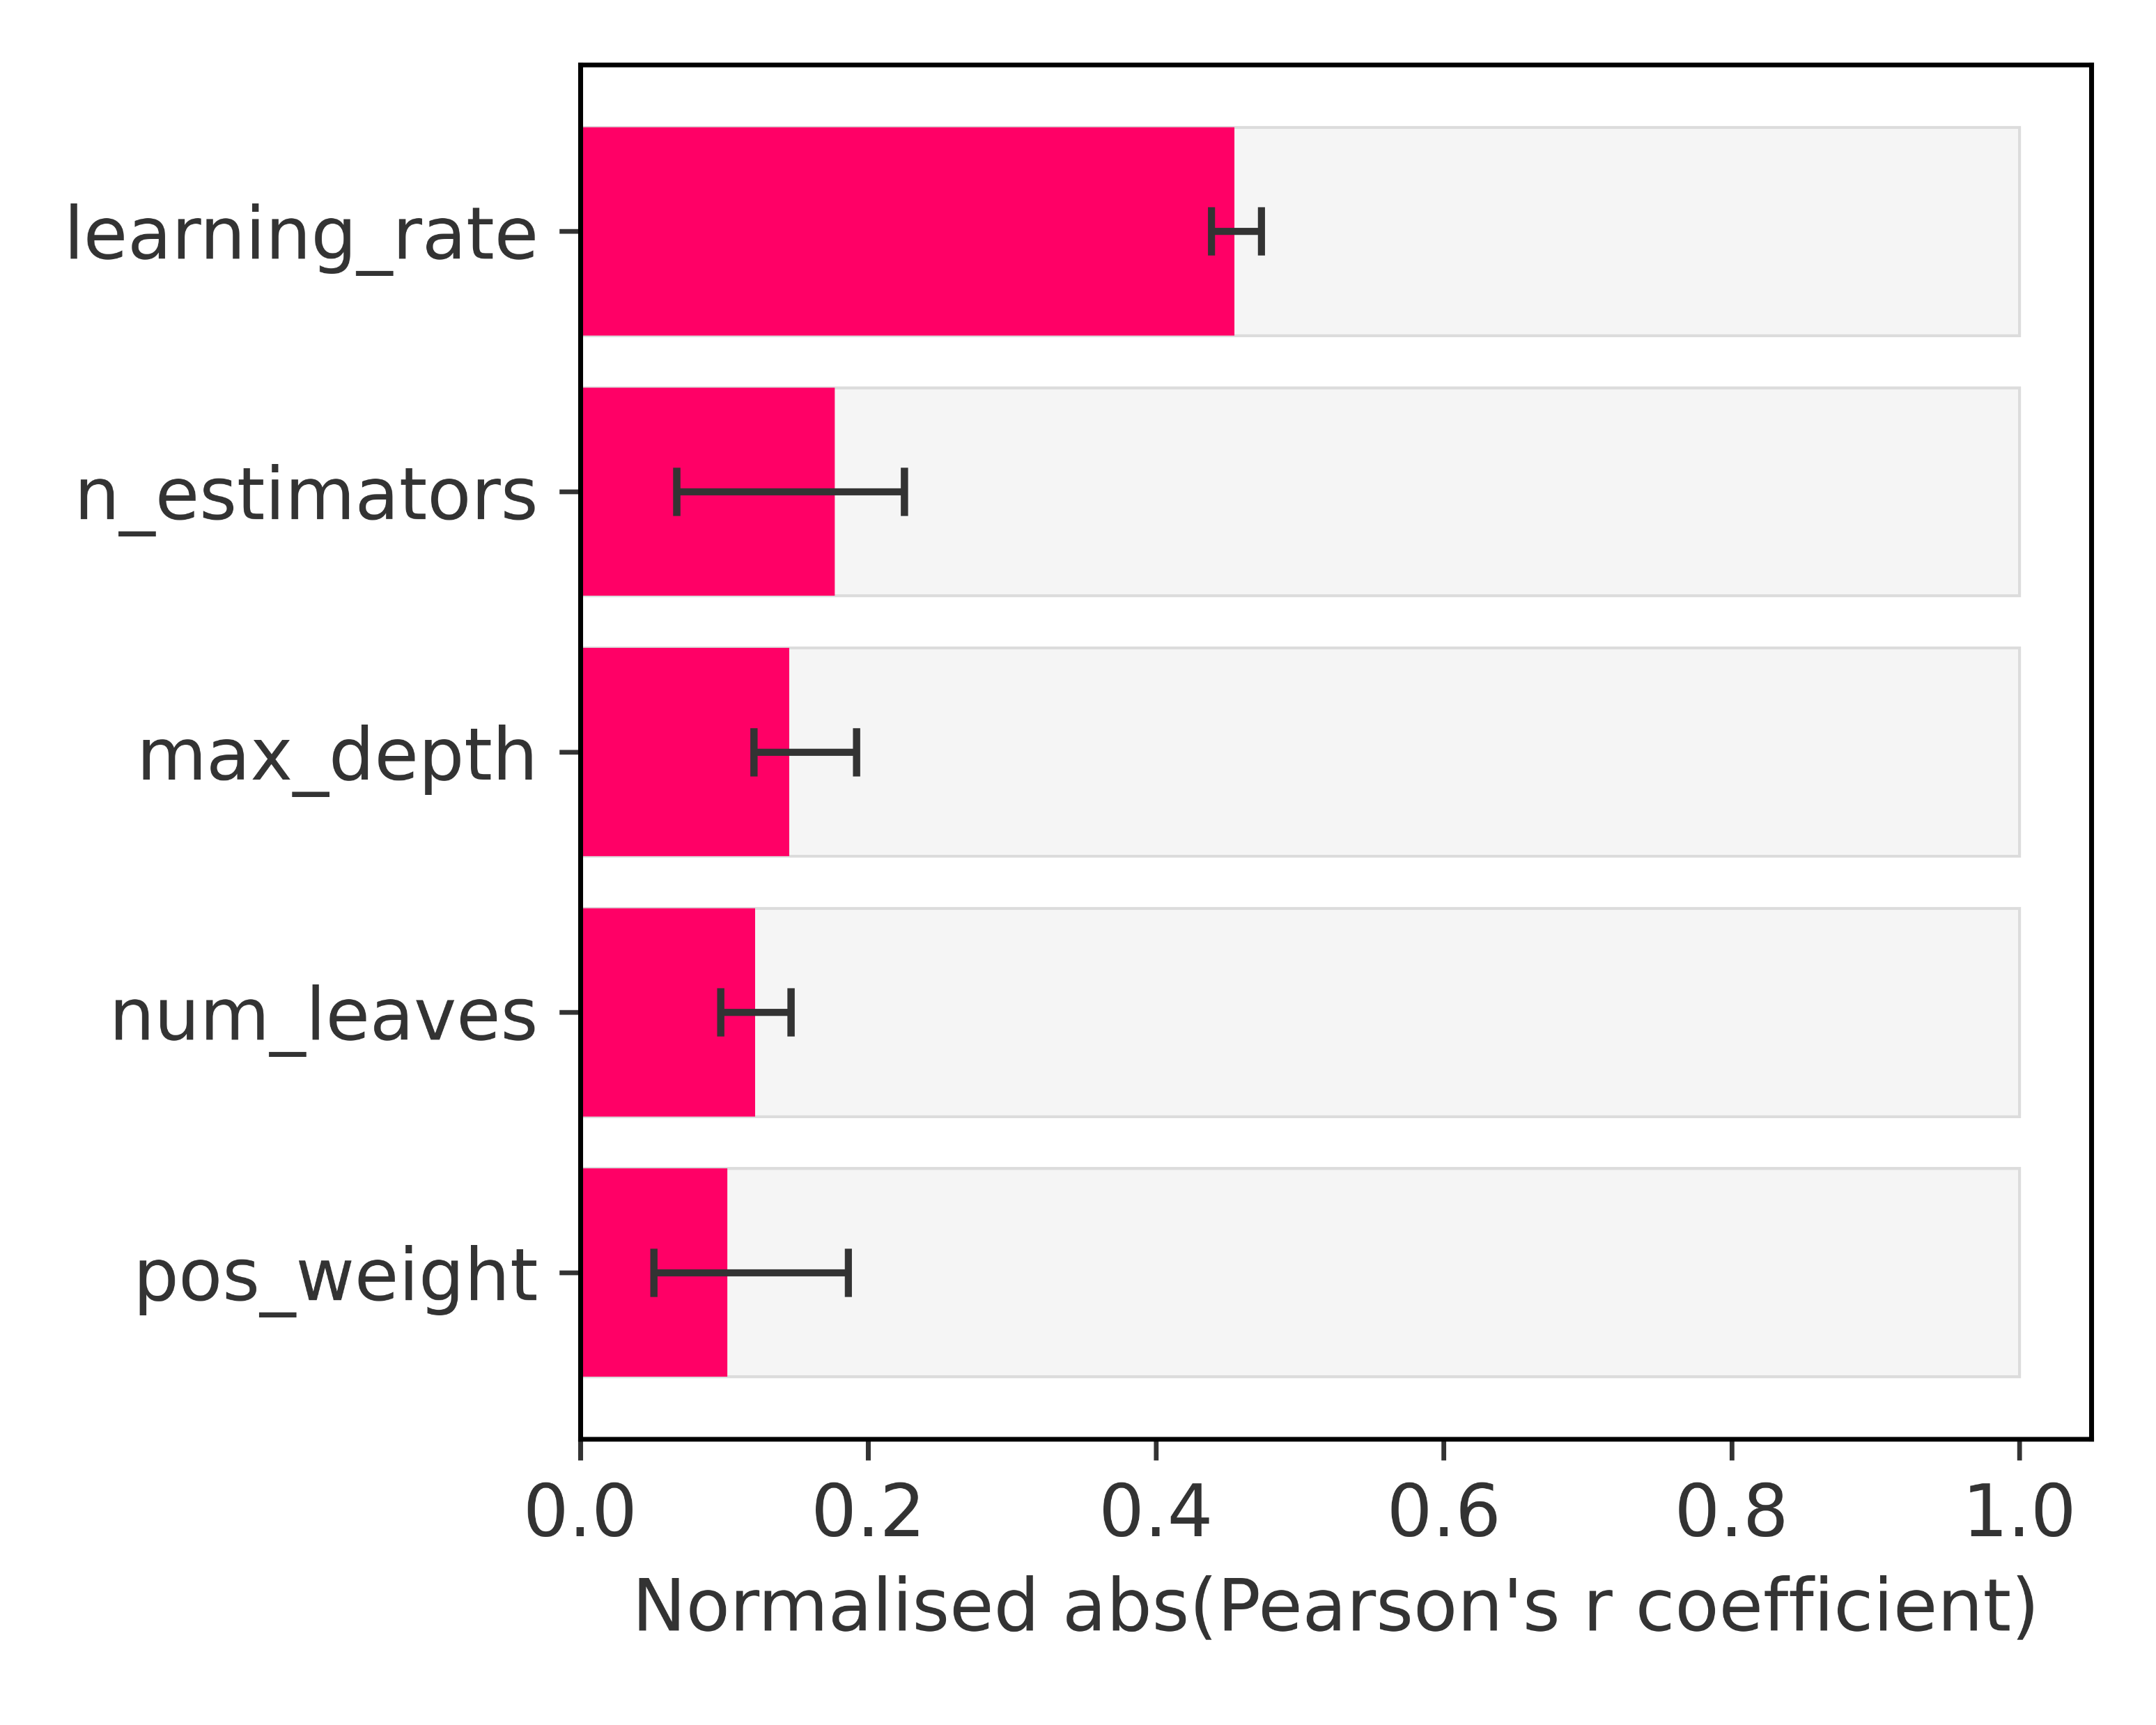 learning_rate
n_estimators
max_depth
num_leaves
pos_weight
0.0 0.2 0.4 0.6 0.8 1.0
Normalised abs(Pearson's r coefficient)